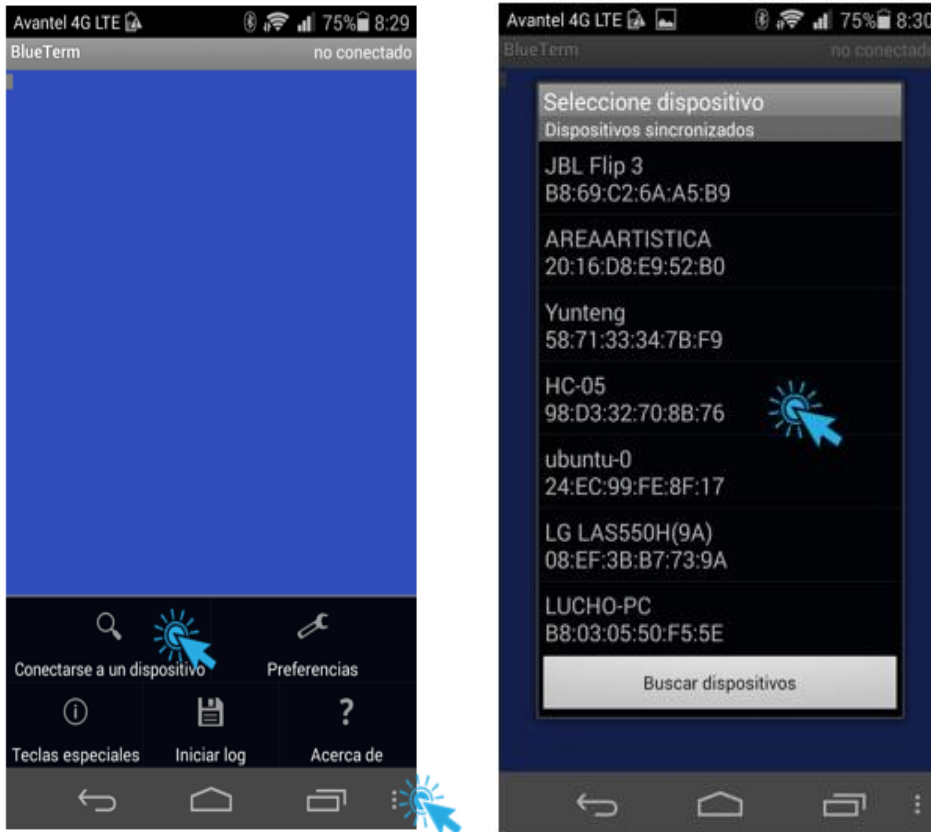 Avantel 4G LTE 75% 8:29
BlueTerm no conectado
Conectarse a un dispositivo Preferencias
Teclas especiales Iniciar log Acerca de
Avantel 4G LTE 75% 8:30
BlueTerm no conectado
Seleccione dispositivo
Dispositivos sincronizados
JBL Flip 3
B8:69:C2:6A:A5:B9
AREAARTISTICA
20:16:D8:E9:52:B0
Yunteng
58:71:33:34:7B:F9
HC-05
98:D3:32:70:8B:76
ubuntu-0
24:EC:99:FE:8F:17
LG LAS550H(9A)
08:EF:3B:B7:73:9A
LUCHO-PC
B8:03:05:50:F5:5E
Buscar dispositivos